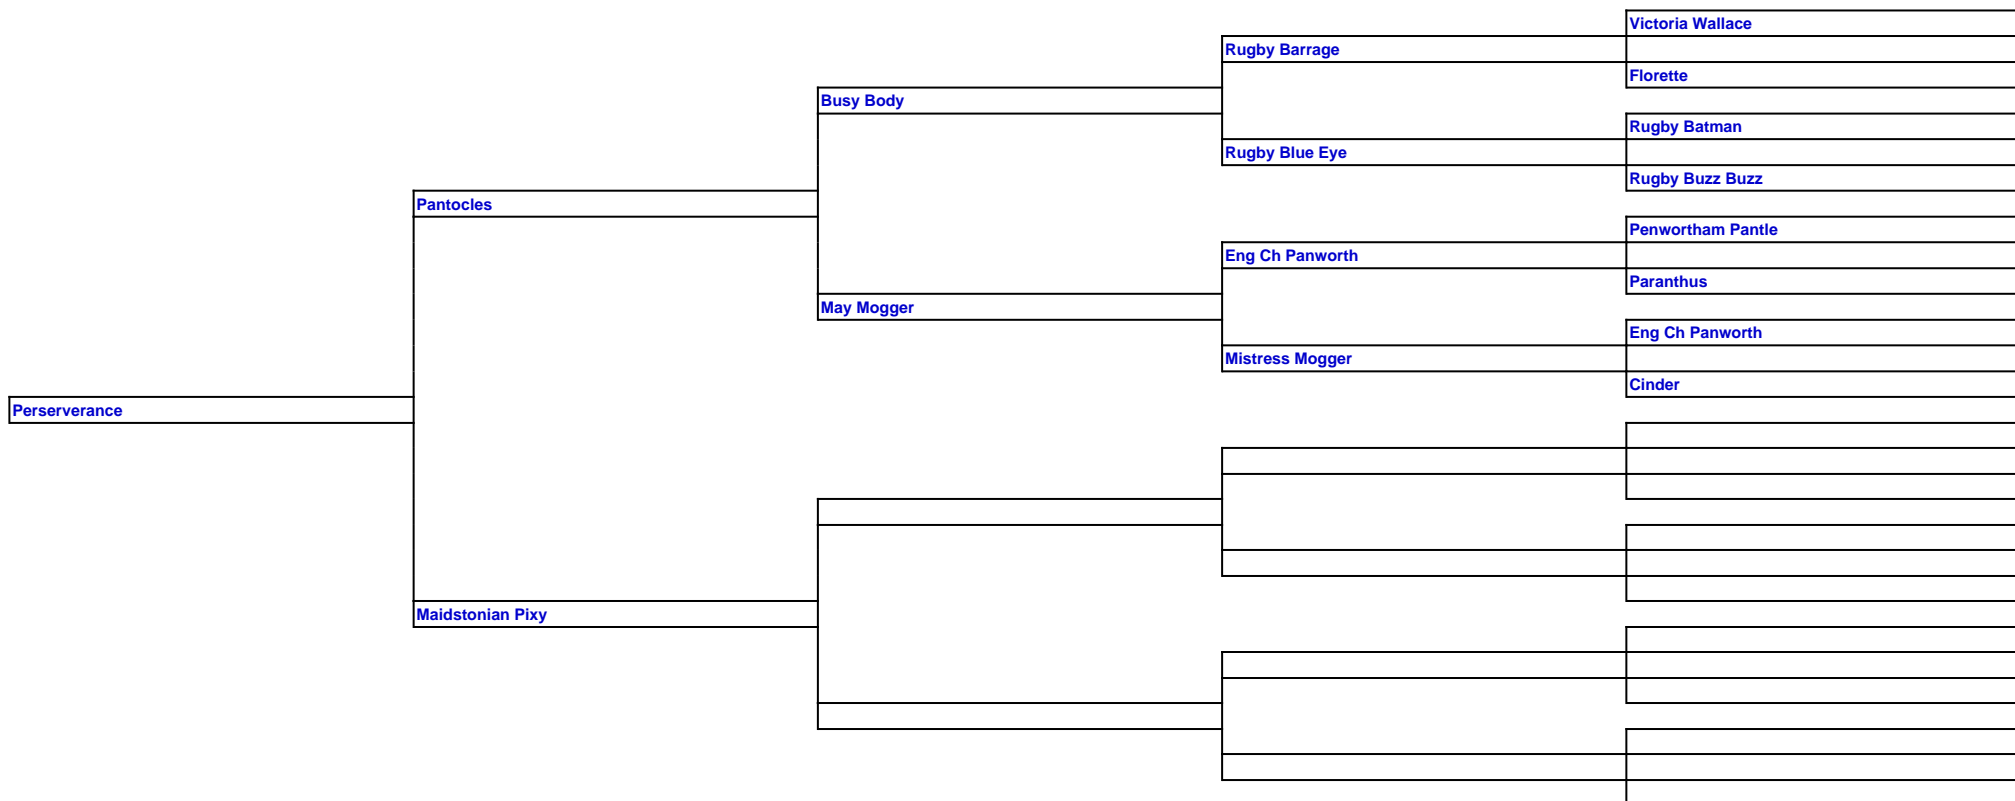 Victoria Wallace
Rugby Barrage
Florette
Busy Body
Rugby Batman
Rugby Blue Eye
Rugby Buzz Buzz
Pantocles
Penwortham Pantle
Eng Ch Panworth
Paranthus
May Mogger
Eng Ch Panworth
Mistress Mogger
Cinder
Perserverance
Maidstonian Pixy